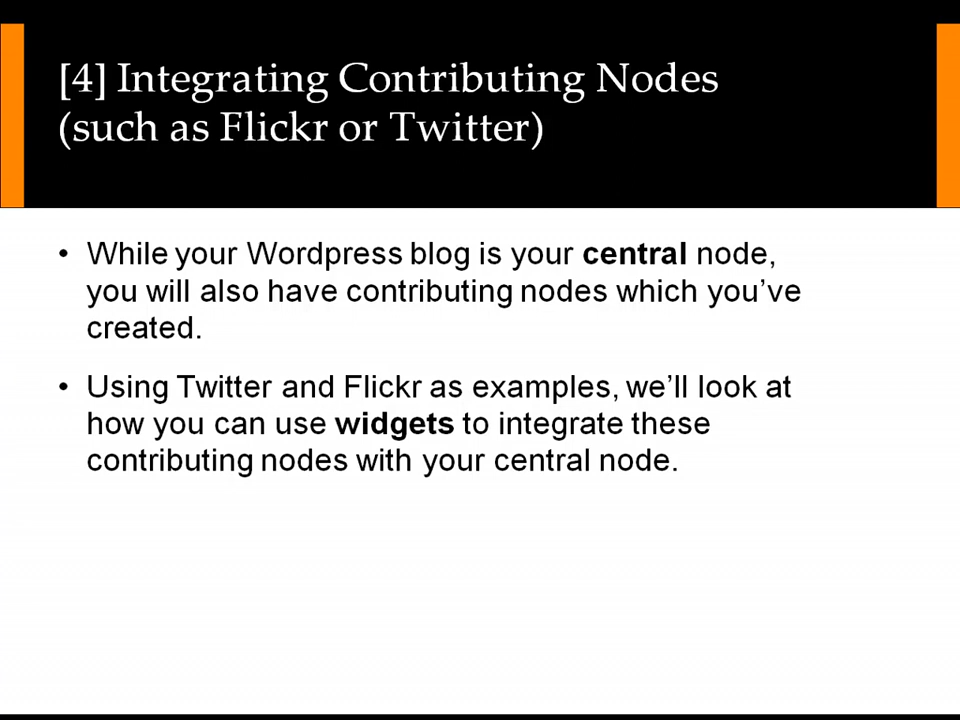 [4] Integrating Contributing Nodes
(such as Flickr or Twitter)
• While your Wordpress blog is your central node,
you will also have contributing nodes which you’ve
created.
• Using Twitter and Flickr as examples, we’ll look at
how you can use widgets to integrate these
contributing nodes with your central node.